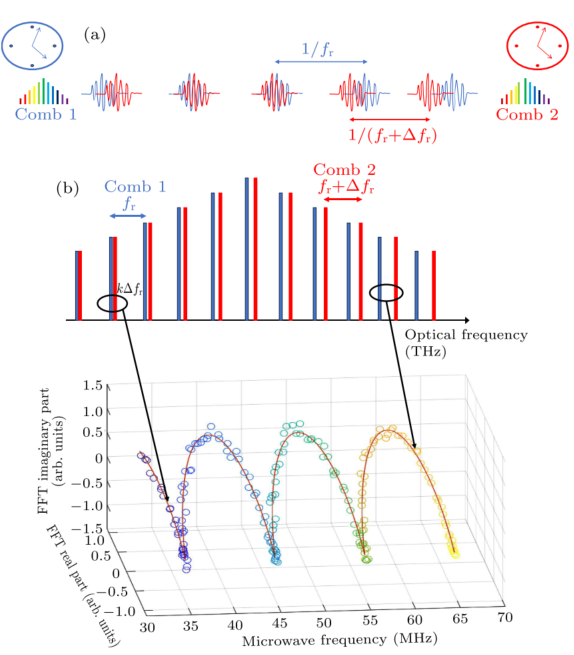 (a)
1/fr
Comb 1
Comb 2
1/(fr+Δfr)
(b)
Comb 1
fr
Comb 2
fr+Δfr
kΔfr
Optical frequency
(THz)
FFT imaginary part
(arb. units)
1.5
1.0
0.5
0
−0.5
−1.0
−1.5
FFT real part (arb. units)
1.0
0.5
0
−0.5
−1.0
30
35
40
45
50
55
60
65
70
Microwave frequency (MHz)